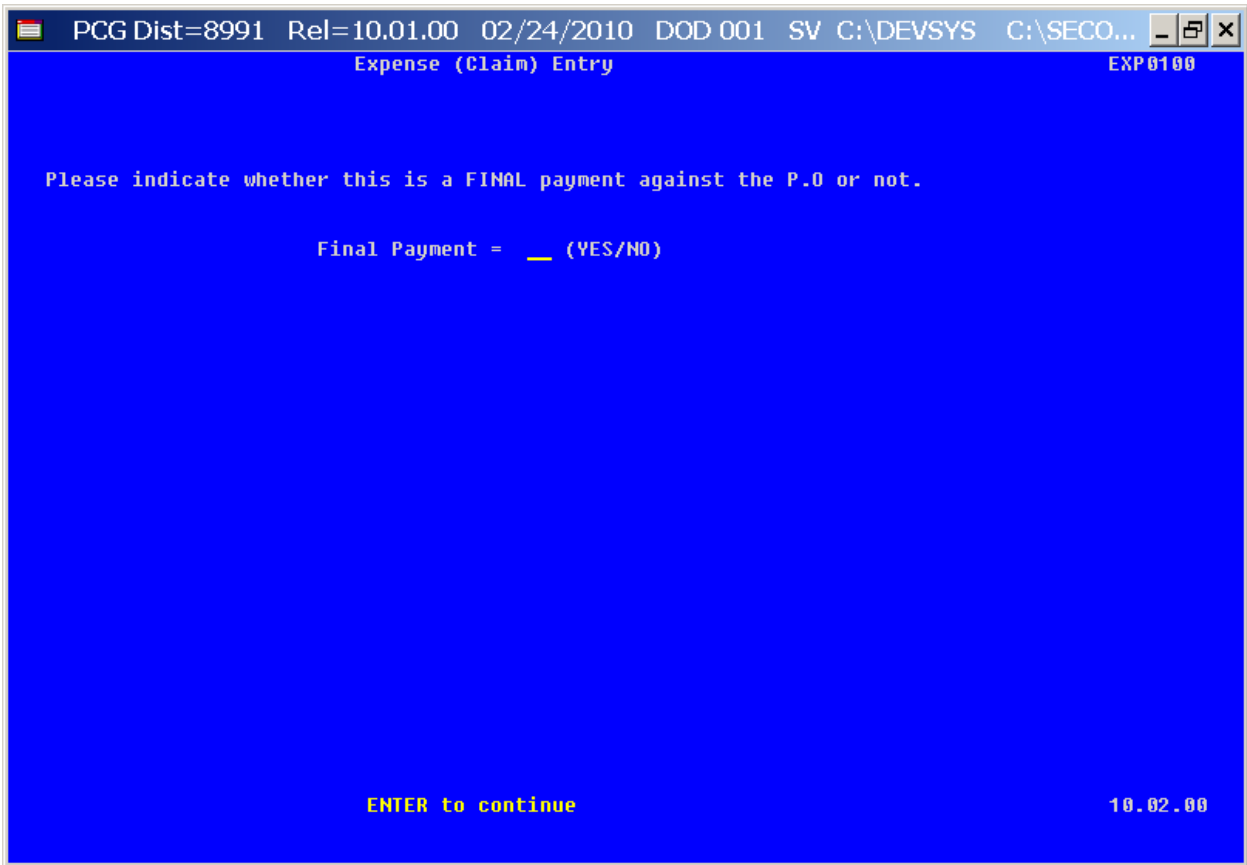 PCG Dist=8991 Rel=10.01.00 02/24/2010 DOD 001 SV C:\DEVSYS C:\SECO...
Expense (Claim) Entry EXP0100
Please indicate whether this is a FINAL payment against the P.O or not.
Final Payment = __ (YES/NO)
ENTER to continue 10.02.00